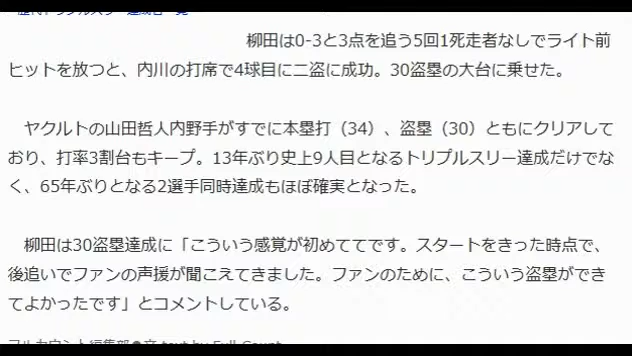 柳田は0-3と3点を追う5回1死走者なしでライト前
ヒットを放つと、内川の打席で4球目に二盗に成功。30盗塁の大台に乗せた。
ヤクルトの山田哲人内野手がすでに本塁打（34）、盗塁（30）ともにクリアして
おり、打率3割台もキープ。13年ぶり史上9人目となるトリプルスリー達成だけでな
く、65年ぶりとなる2選手同時達成もほぼ確実となった。
柳田は30盗塁達成に「こういう感覚が初めてです。スタートをきった時点で、
後追いでファンの声援が聞こえてきました。ファンのために、こういう盗塁ができ
てよかったです」とコメントしている。